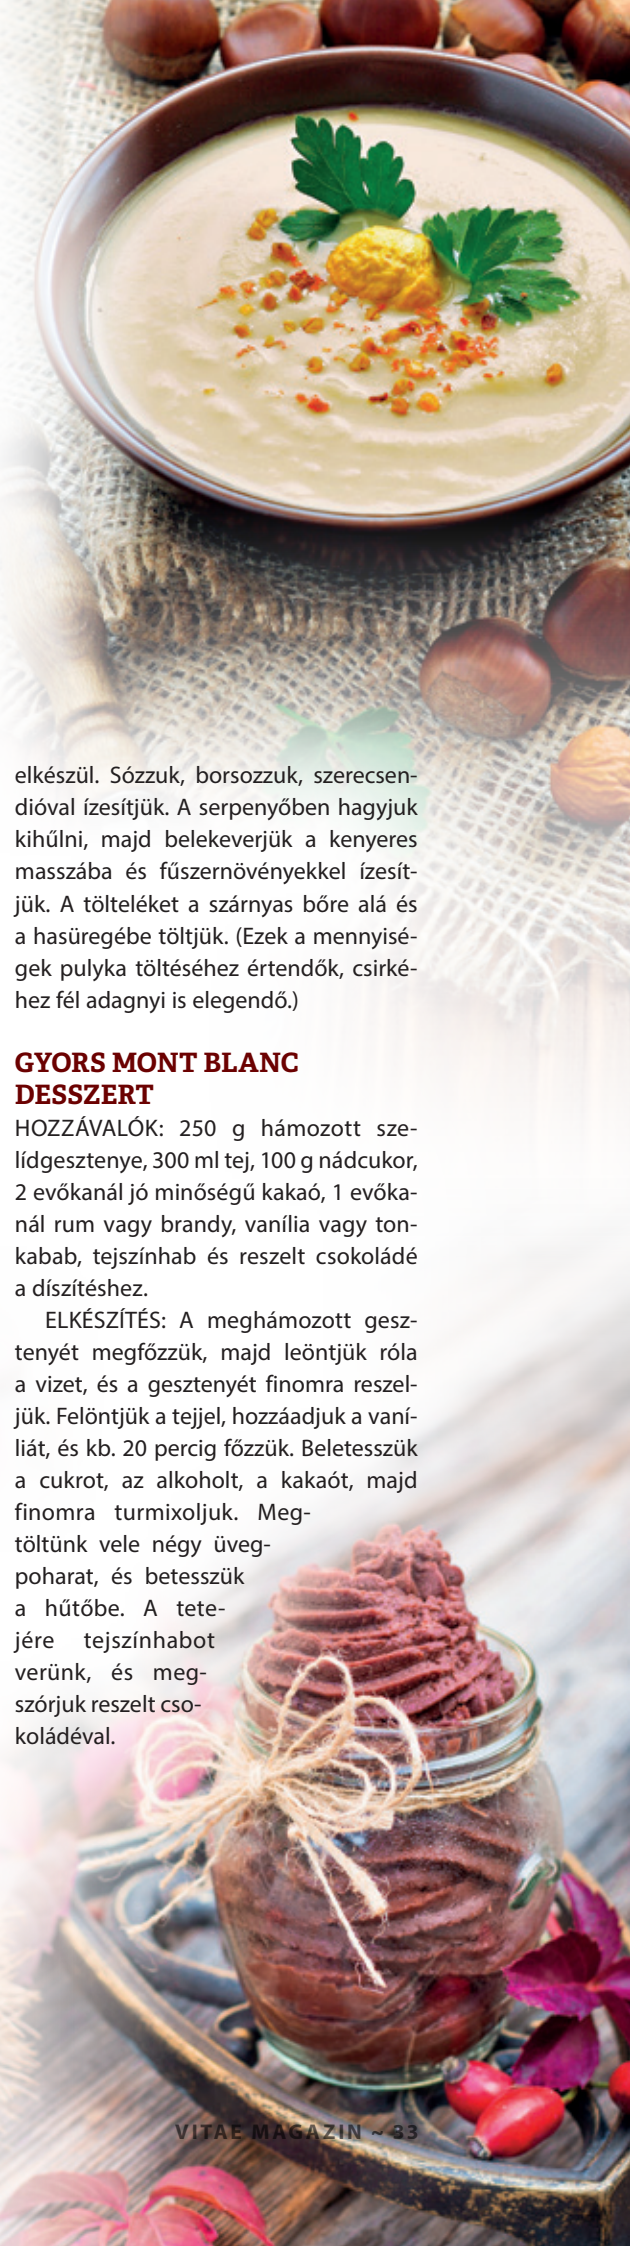 elkészül. Sózzuk, borsozzuk, szerecsen-
dióval ízesítjük. A serpenyőben hagyjuk
kihűlni, majd belekeverjük a kenyeres
masszába és fűszernövényekkel ízesít-
jük. A tölteléket a szárnyas bőre alá és
a hasüregébe töltjük. (Ezek a mennyisé-
gek pulyka töltéséhez értendők, csirké-
hez fél adagnyi is elegendő.)
GYORS MONT BLANC
DESSZERT
HOZZÁVALÓK: 250 g hámozott sze-
lídgesztenye, 300 ml tej, 100 g nádcukor,
2 evőkanál jó minőségű kakaó, 1 evőka-
nál rum vagy brandy, vanília vagy ton-
kabab, tejszínhab és reszelt csokoládé
a díszítéshez.
ELKÉSZÍTÉS: A meghámozott gesz-
tenyét megfőzzük, majd leöntjük róla
a vizet, és a gesztenyét finomra reszel-
jük. Felöntjük a tejjel, hozzáadjuk a vaní-
liát, és kb. 20 percig főzzük. Beletesszük
a cukrot, az alkoholt, a kakaót, majd
finomra turmixoljuk. Meg-
töltünk vele négy üveg-
poharat, és betesszük
a hűtőbe. A tete-
jére tejszínhabot
verünk, és meg-
szórjuk reszelt cso-
koládéval.
VITAE MAGAZIN ~ 33